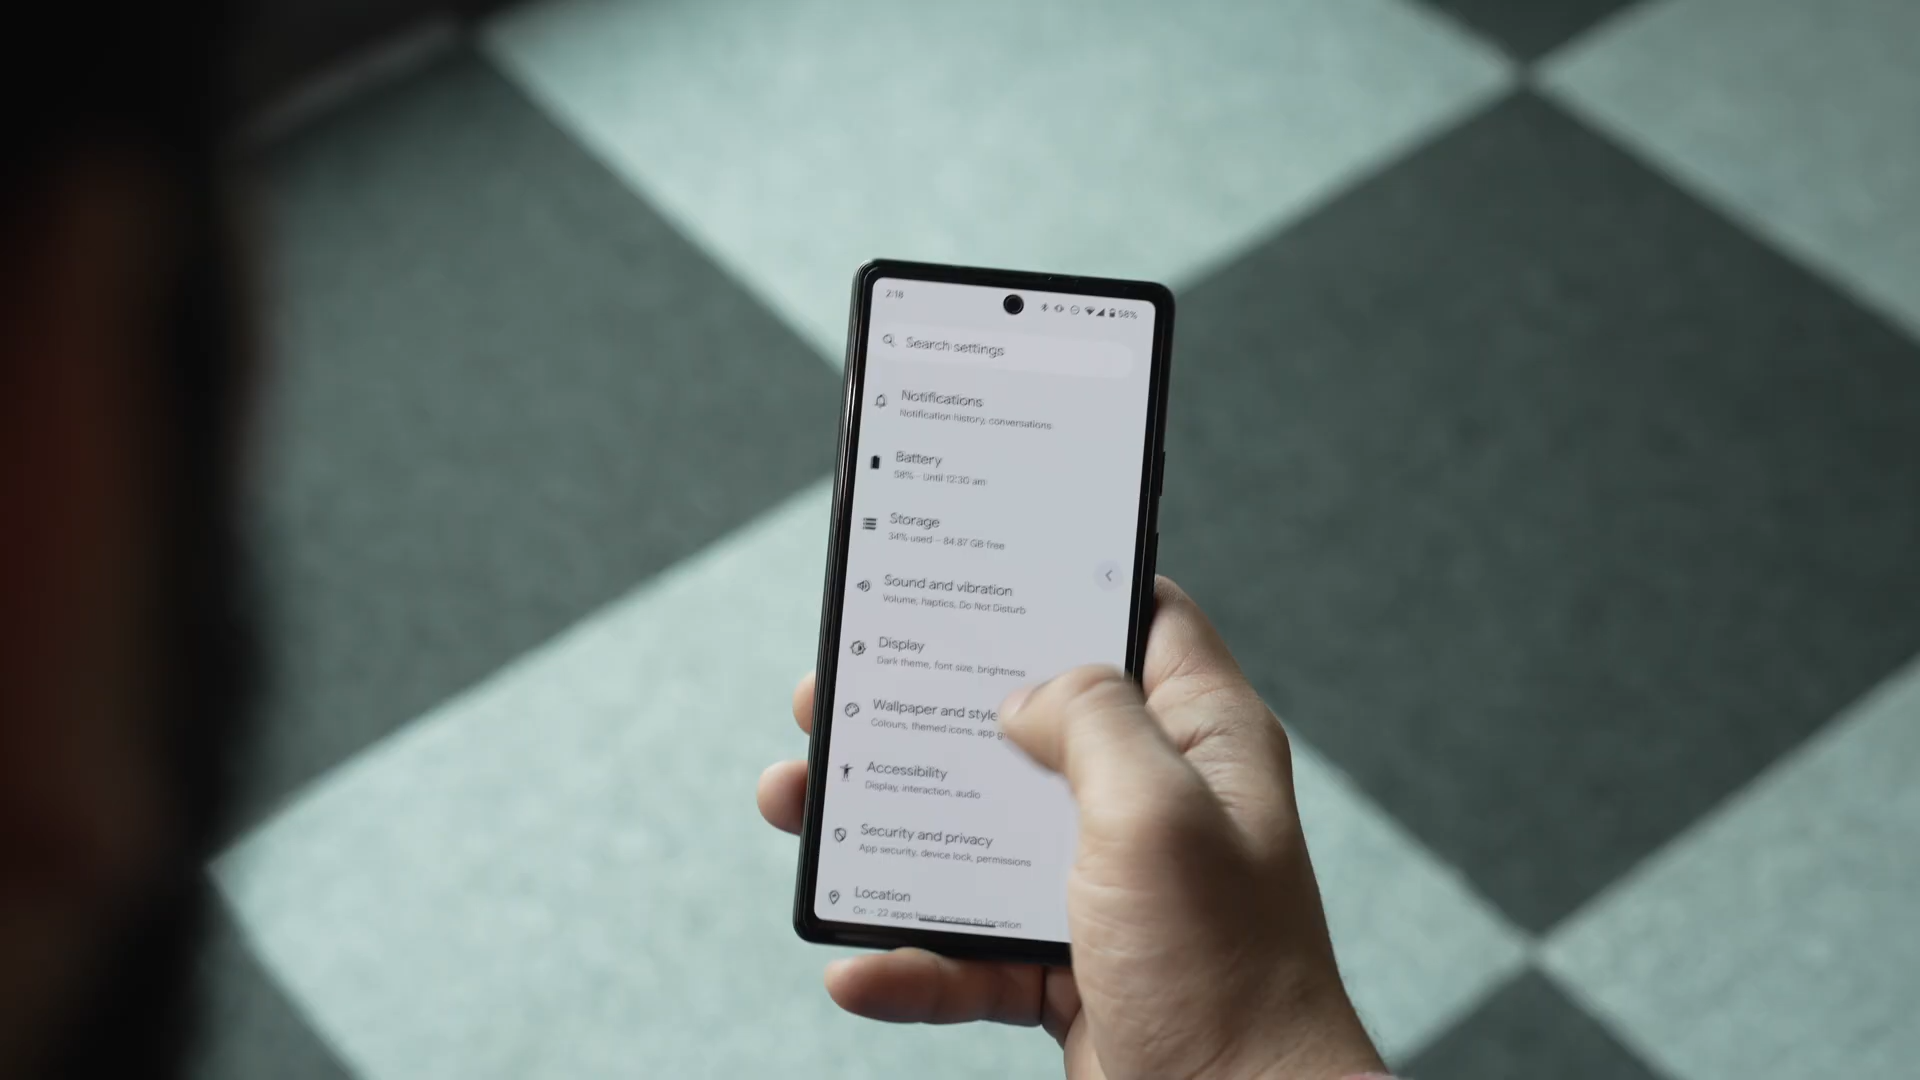 2:18
58%
Search settings
Notifications
Notification history, conversations
Battery
58% - Until 12:30 am
Storage
34% used - 84.87 GB free
Sound and vibration
Volume, haptics, Do Not Disturb
Display
Dark theme, font size, brightness
Wallpaper and style
Colours, themed icons, app
Accessibility
Display, interaction, audio
Security and privacy
App security, device lock, permissions
Location
On - 22 apps have access to location